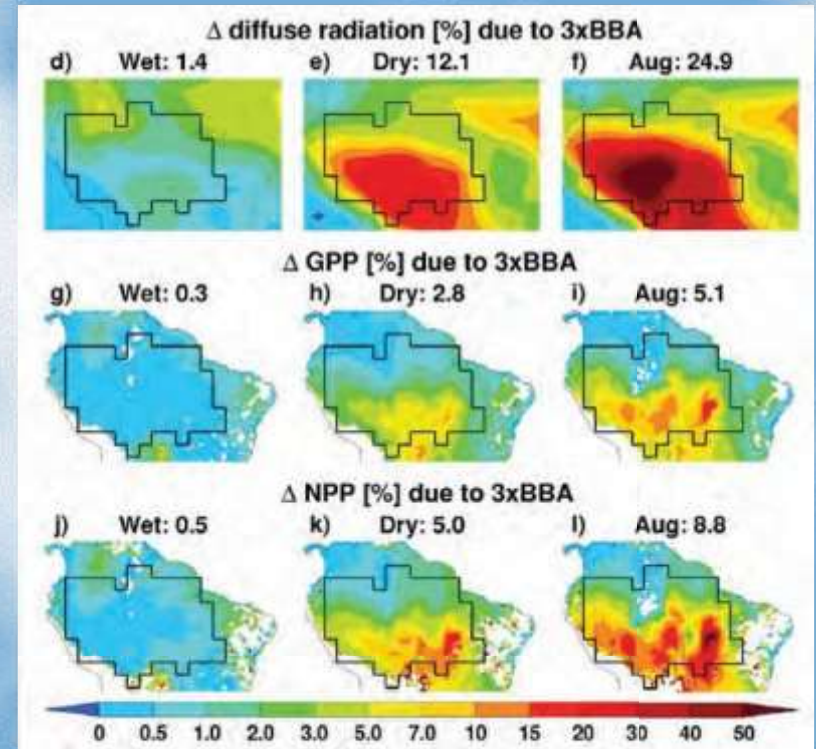 Δ diffuse radiation [%] due to 3xBBA
d) Wet: 1.4 e) Dry: 12.1 f) Aug: 24.9
Δ GPP [%] due to 3xBBA
g) Wet: 0.3 h) Dry: 2.8 i) Aug: 5.1
Δ NPP [%] due to 3xBBA
j) Wet: 0.5 k) Dry: 5.0 l) Aug: 8.8
0 0.5 1.0 2.0 3.0 5.0 7.0 10 15 20 30 40 50